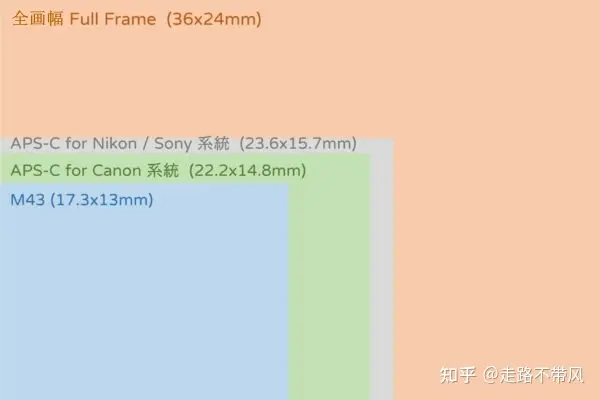 全画幅 Full Frame (36x24mm)
APS-C for Nikon / Sony 系統 (23.6x15.7mm)
APS-C for Canon 系統 (22.2x14.8mm)
M43 (17.3x13mm)
知乎 @走路不带风